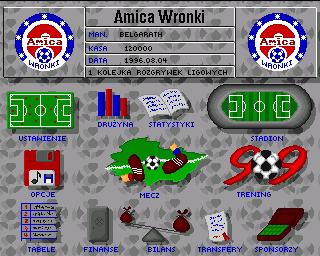 Amica Wronki
Amica
WRONKI
MAN. BELGARATH
KASA 120000
DATA 1996.08.04
1 KOLEJKA ROZGRYWEK LIGOWYCH
Amica
WRONKI
USTAWIENIE
DRUŻYNA
STATYSTYKI
STADION
OPCJE
MECZ
TRENING
TABELE
FINANSE
BILANS
TRANSFERY
SPONSORZY